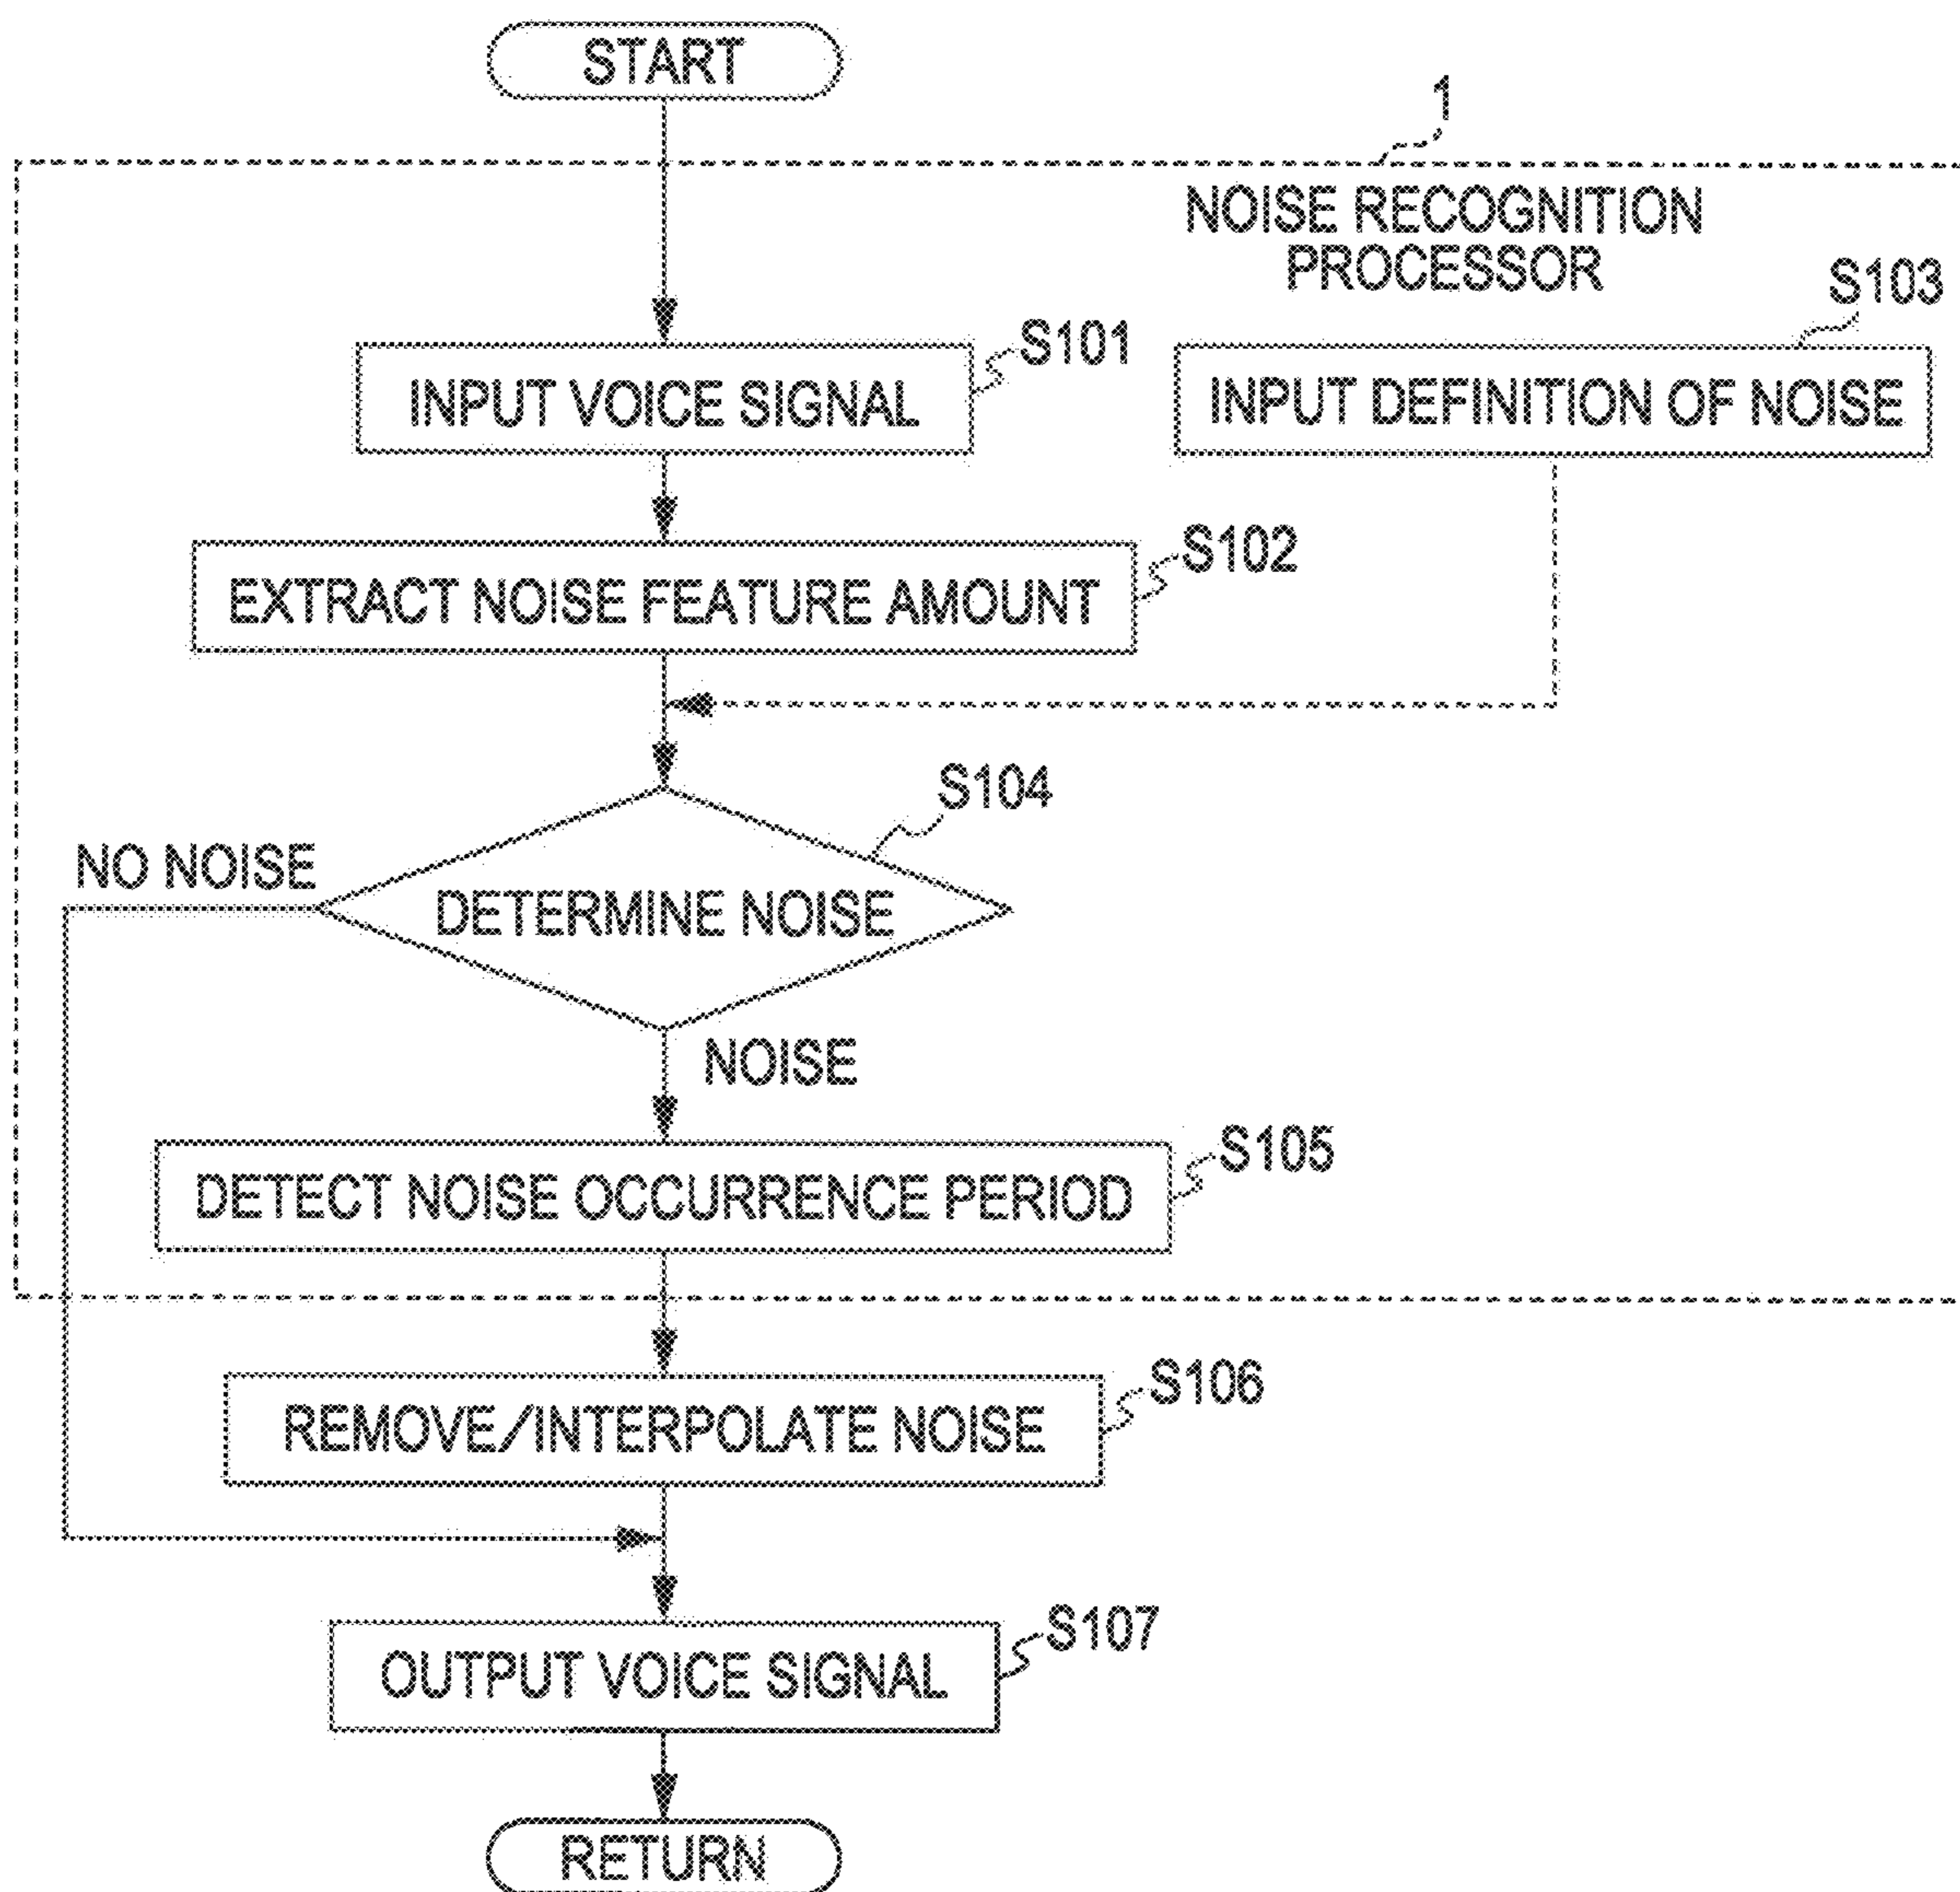 START
1
NOISE RECOGNITION
PROCESSOR
S103
S101
INPUT VOICE SIGNAL
INPUT DEFINITION OF NOISE
S102
EXTRACT NOISE FEATURE AMOUNT
S104
NO NOISE
DETERMINE NOISE
NOISE
S105
DETECT NOISE OCCURRENCE PERIOD
S106
REMOVE/INTERPOLATE NOISE
S107
OUTPUT VOICE SIGNAL
RETURN